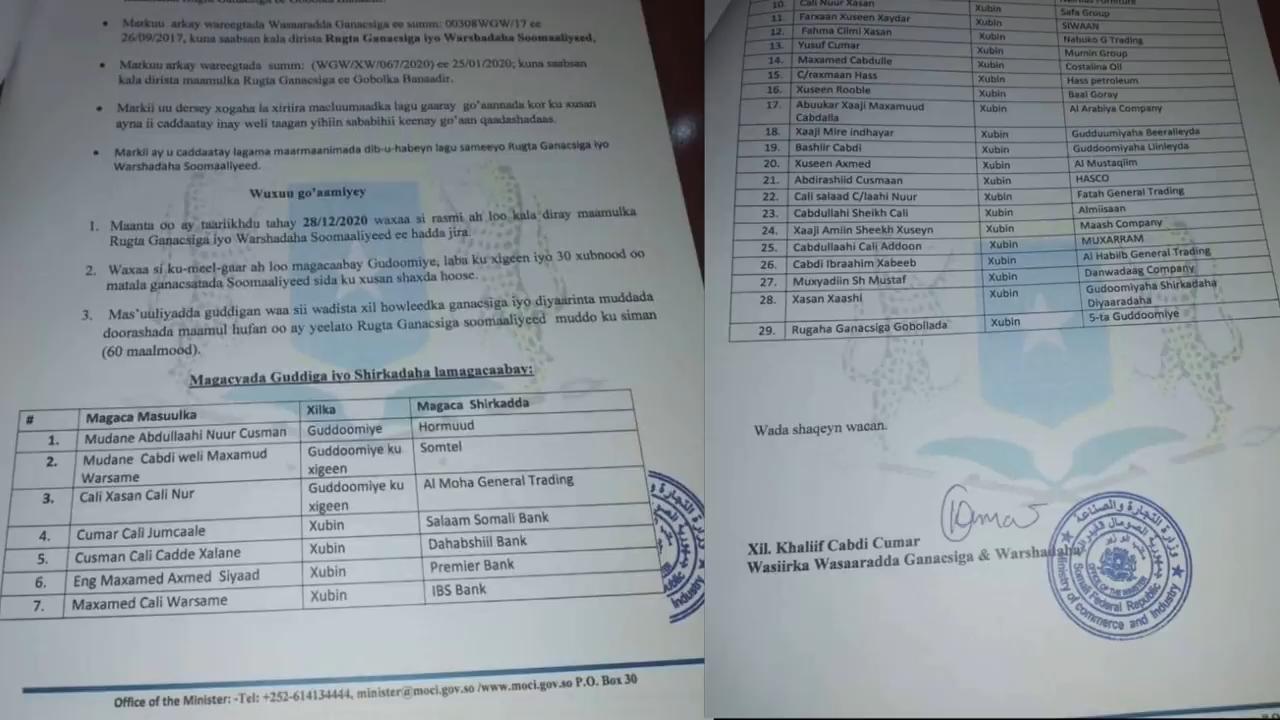 Markuu arkay wareegtada Wasaaradda Ganacsiga ee summ: 00308WGW/17 ee
26/09/2017, kuna saabsan kala dirista Rugta Ganacsiga iyo Warshadaha Soomaaliyeed,
Markuu arkay wareegtada summ: (WGW/XW/067/2020) ee 25/01/2020; kuna saabsan
kala dirista maamulka Rugta Ganacsiga ee Gobolka Banaadir.
Markii uu dersey xogaha la xiriira macluumaadka lagu gaaray go'aannada kor ku xusan
ayna ii caddaatay inay weli taagan yihiin sababihii keenay go'aan qaadashadaas.
Markii ay u caddaatay lagama maarmaanimada dib-u-habeyn lagu sameeyo Rugta Ganacsiga iyo
Warshadaha Soomaaliyeed.
Wuxuu go'aamiyey
1. Maanta oo ay taariikhdu tahay 28/12/2020 waxaa si rasmi ah loo kala diray maamulka
Rugta Ganacsiga iyo Warshadaha Soomaaliyeed ee hadda jira.
2. Waxaa si ku-meel-gaar ah loo magacaabay Gudoomiye, laba ku xigeen iyo 30 xubnood oo
matala ganacsatada Soomaaliyeed sida ku xusan shaxda hoose.
3. Mas'uuliyadda guddigan waa sii wadista xil howleedka ganacsiga iyo diyaarinta muddada
doorashada maamul hufan oo ay yeelato Rugta Ganacsiga soomaaliyeed muddo ku siman
(60 maalmood).
Magacyada Guddiga iyo Shirkadaha lamagacaabay:
# Magaca Masuulka Xilka Magaca Shirkadda
1. Mudane Abdullaahi Nuur Cusman Guddoomiye Hormuud
2. Mudane Cabdi weli Maxamud Warsame Guddoomiye ku xigeen Somtel
3. Cali Xasan Cali Nur Guddoomiye ku xigeen Al Moha General Trading
4. Cumar Cali Jumcaale Xubin Salaam Somali Bank
5. Cusman Cali Cadde Xalane Xubin Dahabshiil Bank
6. Eng Maxamed Axmed Siyaad Xubin Premier Bank
7. Maxamed Cali Warsame Xubin IBS Bank
Office of the Minister: -Tel: +252-614134444, minister@moci.gov.so /www.moci.gov.so P.O. Box 30
10. Cali Nuur Xasan Xubin Furniture
11. Farxaan Xuseen Xaydar Xubin Safa Group
12. Fahma Cilmi Xasan Xubin SIWAAN
13. Yusuf Cumar Xubin Nahuko G Trading
14. Maxamed Cabdulle Xubin Mumin Group
15. C/raxmaan Hass Xubin Costalina Oil
16. Xuseen Rooble Xubin Hass petroleum
17. Abuukar Xaaji Maxamuud Cabdalla Xubin Baal Goray
Al Arabiya Company
18. Xaaji Mire indhayar Xubin Gudduumiyaha Beeralleyda
19. Bashiir Cabdi Xubin Guddoomiyaha Liinleyda
20. Xuseen Axmed Xubin Al Mustaqiim
21. Abdirashiid Cusmaan Xubin HASCO
22. Cali salaad C/laahi Nuur Xubin Fatah General Trading
23. Cabdullahi Sheikh Cali Xubin Almiisaan
24. Xaaji Amiin Sheekh Xuseyn Xubin Maash Company
25. Cabdullaahi Cali Addoon Xubin MUXARRAM
26. Cabdi Ibraahim Xabeeb Xubin Al Habiib General Trading
27. Muxyadiin Sh Mustaf Xubin Danwadaag Company
28. Xasan Xaashi Xubin Gudoomiyaha Shirkadaha Diyaaradaha
29. Rugaha Ganacsiga Gobollada Xubin 5-ta Guddoomiye
Wada shaqeyn wacan.
Xil. Khaliif Cabdi Cumar
Wasiirka Wasaaradda Ganacsiga & Warshadaha
وزارة التجارة والصناعة
OFFICE OF THE MINISTER
Somali Federal Republic
Ministry of commerce and Industry